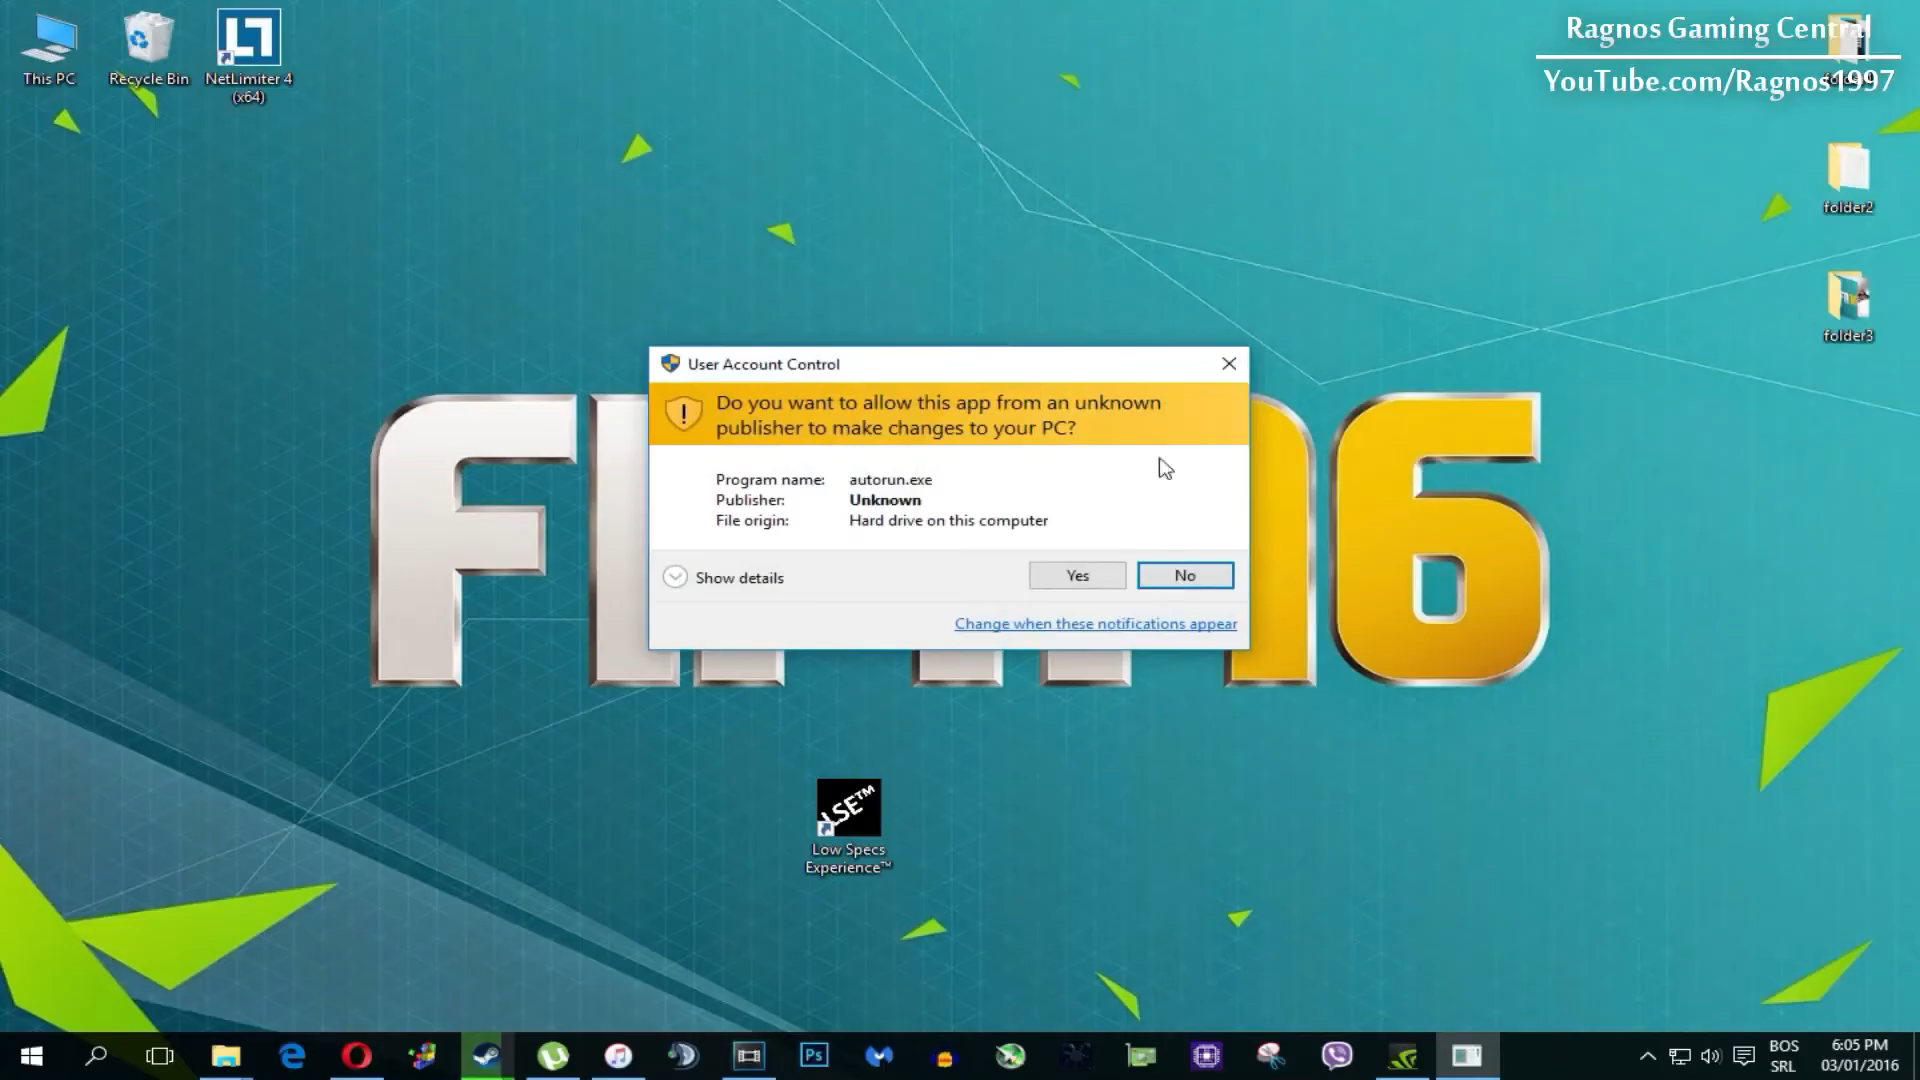 This PC
Recycle Bin
NetLimiter 4
(x64)
Ragnos Gaming Central
YouTube.com/Ragnos1997
folder2
folder3
User Account Control
Do you want to allow this app from an unknown
publisher to make changes to your PC?
Program name: autorun.exe
Publisher: Unknown
File origin: Hard drive on this computer
Show details
Yes
No
Change when these notifications appear
16
LSE™
Low Specs
Experience™
Ps
BOS
SRL
6:05 PM
03/01/2016